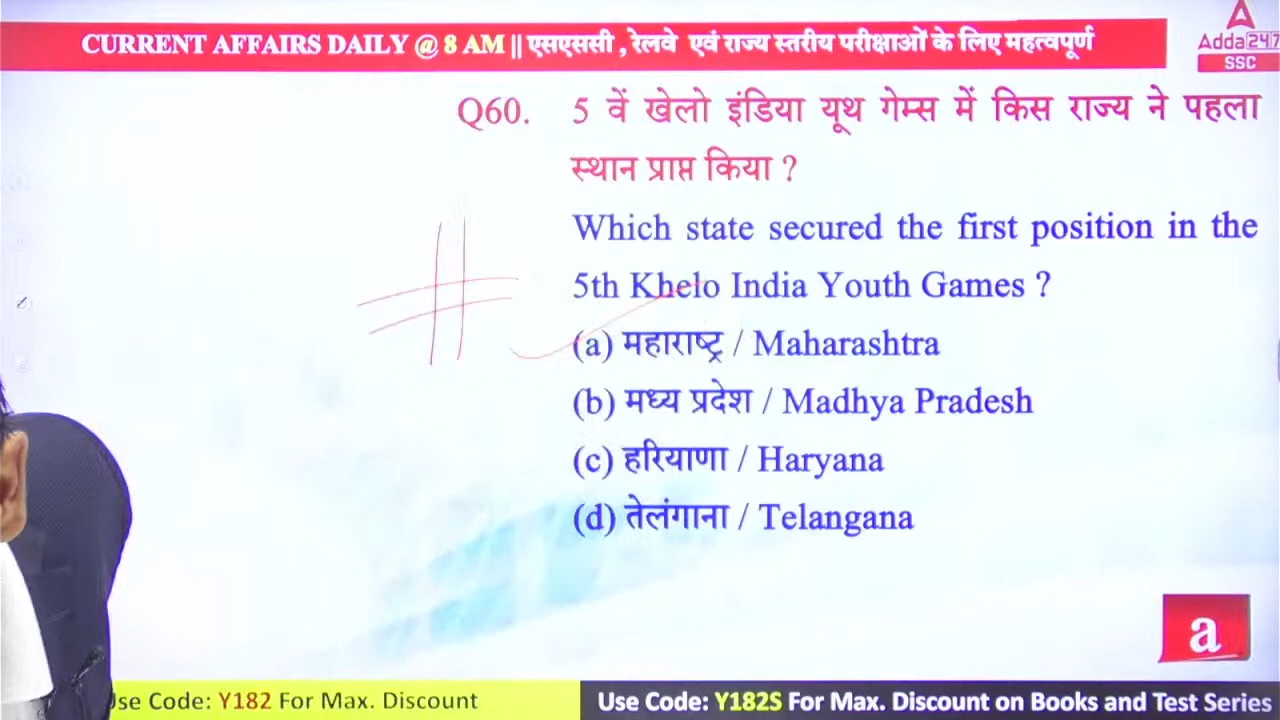 CURRENT AFFAIRS DAILY @ 8 AM || एसएससी , रेलवे एवं राज्य स्तरीय परीक्षाओं के लिए महत्वपूर्ण
Adda247
SSC
Q60. 5 वें खेलो इंडिया यूथ गेम्स में किस राज्य ने पहला
स्थान प्राप्त किया ?
Which state secured the first position in the
5th Khelo India Youth Games ?
(a) महाराष्ट्र / Maharashtra
(b) मध्य प्रदेश / Madhya Pradesh
(c) हरियाणा / Haryana
(d) तेलंगाना / Telangana
a
Use Code: Y182 For Max. Discount
Use Code: Y182S For Max. Discount on Books and Test Series